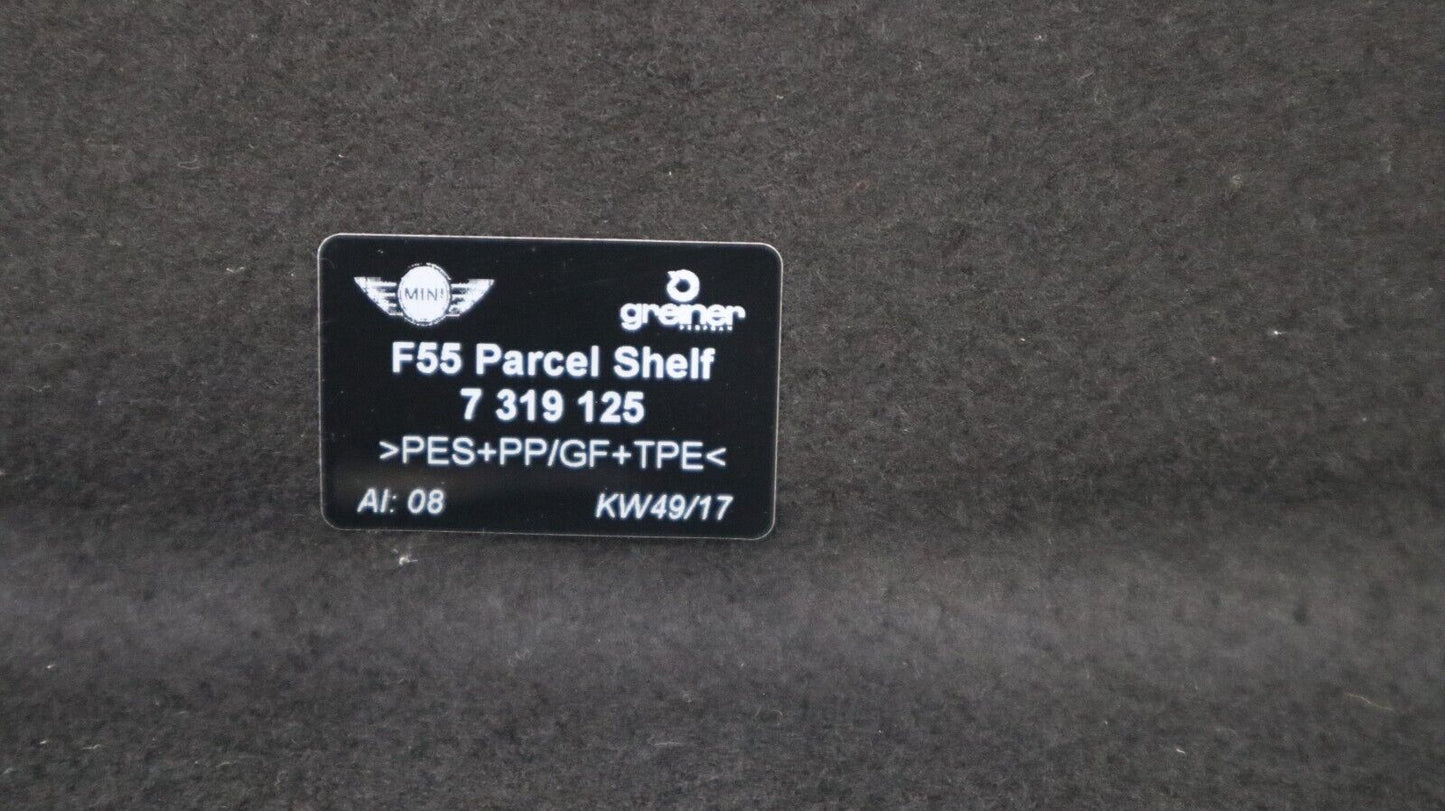 MINI
greiner
F55 Parcel Shelf
7 319 125
>PES+PP/GF+TPE<
AI: 08 KW49/17